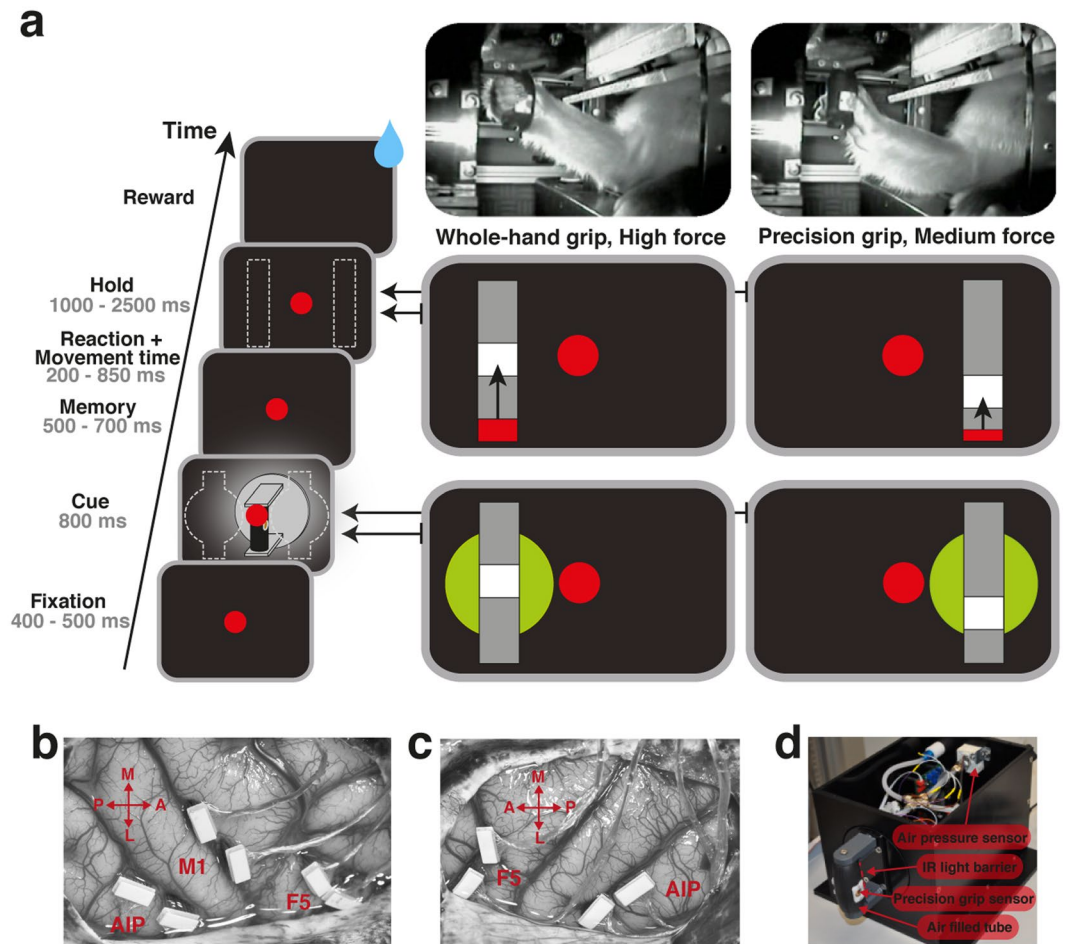 a
Time
Reward
Whole-hand grip, High force
Precision grip, Medium force
Hold
1000 - 2500 ms
Reaction +
Movement time
200 - 850 ms
Memory
500 - 700 ms
Cue
800 ms
Fixation
400 - 500 ms
b
M
P A
L
M1
F5
AIP
c
M
A P
L
F5
AIP
d
Air pressure sensor
IR light barrier
Precision grip sensor
Air filled tube